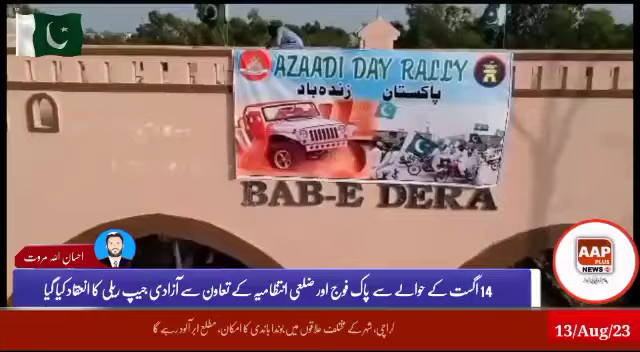 AZAADI DAY RALLY
پاکستان زندہ باد
BAB-E DERA
احسان اللہ مروت
14 اگست کے حوالے سے پاک فوج اور ضلعی انتظامیہ کے تعاون سے آزادی جیپ ریلی کا انعقاد کیا گیا
AAP
PLUS
NEWS
کراچی، شہر کے مختلف علاقوں میں بوندا باندی کا امکان، مطلع ابر آلود رہے گا
13/Aug/23